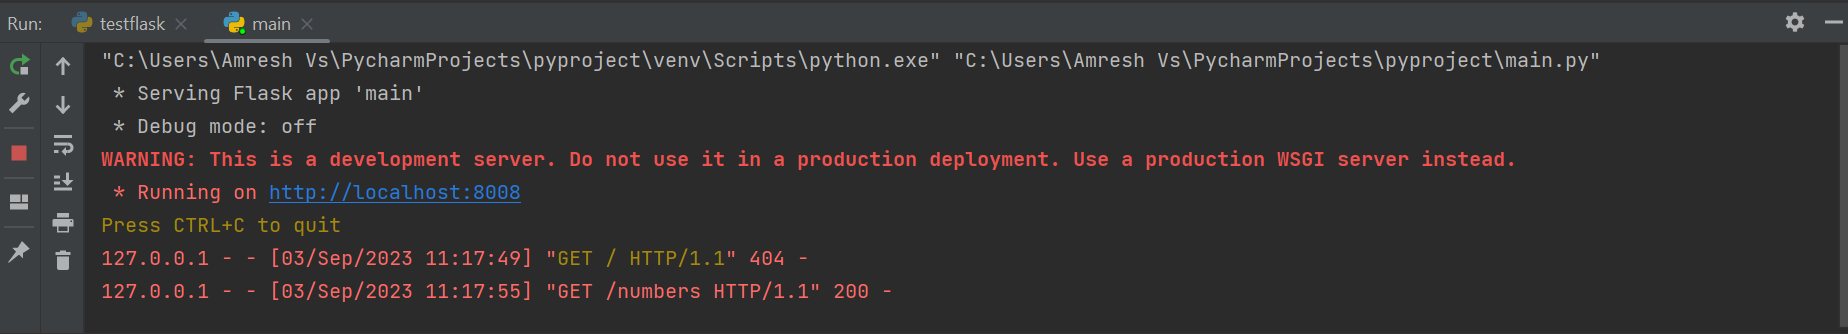 Run: testflask main
"C:\Users\Amresh Vs\PycharmProjects\pyproject\venv\Scripts\python.exe" "C:\Users\Amresh Vs\PycharmProjects\pyproject\main.py"
* Serving Flask app 'main'
* Debug mode: off
WARNING: This is a development server. Do not use it in a production deployment. Use a production WSGI server instead.
* Running on http://localhost:8008
Press CTRL+C to quit
127.0.0.1 - - [03/Sep/2023 11:17:49] "GET / HTTP/1.1" 404 -
127.0.0.1 - - [03/Sep/2023 11:17:55] "GET /numbers HTTP/1.1" 200 -